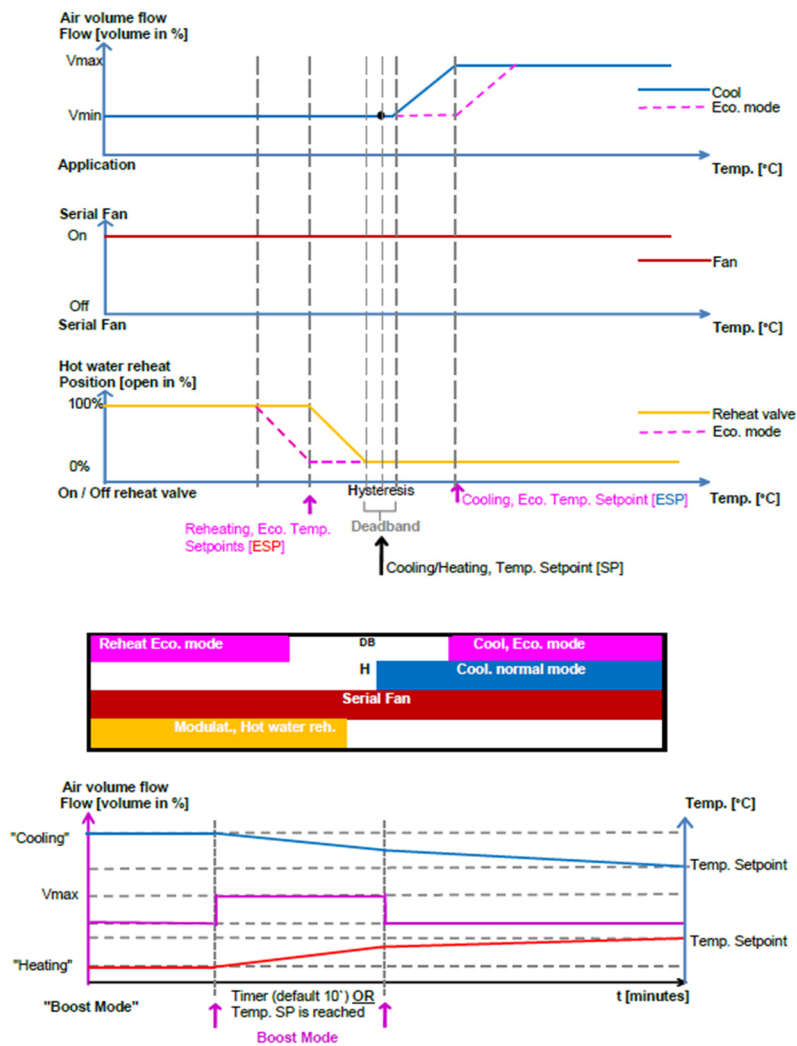 Air volume flow
Flow [volume in %]
Vmax
Cool
Eco. mode
Vmin
Application
Temp. [°C]
Serial Fan
On
Fan
Off
Serial Fan
Temp. [°C]
Hot water reheat
Position [open in %]
100%
Reheat valve
Eco. mode
0%
On / Off reheat valve
Hysteresis
Temp. [°C]
Reheating, Eco. Temp.
Setpoints [ESP]
Deadband
Cooling, Eco. Temp. Setpoint [ESP]
Cooling/Heating, Temp. Setpoint [SP]
Reheat Eco. mode
DB
Cool, Eco. mode
H
Cool. normal mode
Serial Fan
Modulat., Hot water reh.
Air volume flow
Flow [volume in %]
Temp. [°C]
"Cooling"
Temp. Setpoint
Vmax
Temp. Setpoint
"Heating"
"Boost Mode"
Timer (default 10`) OR
Temp. SP is reached
t [minutes]
Boost Mode